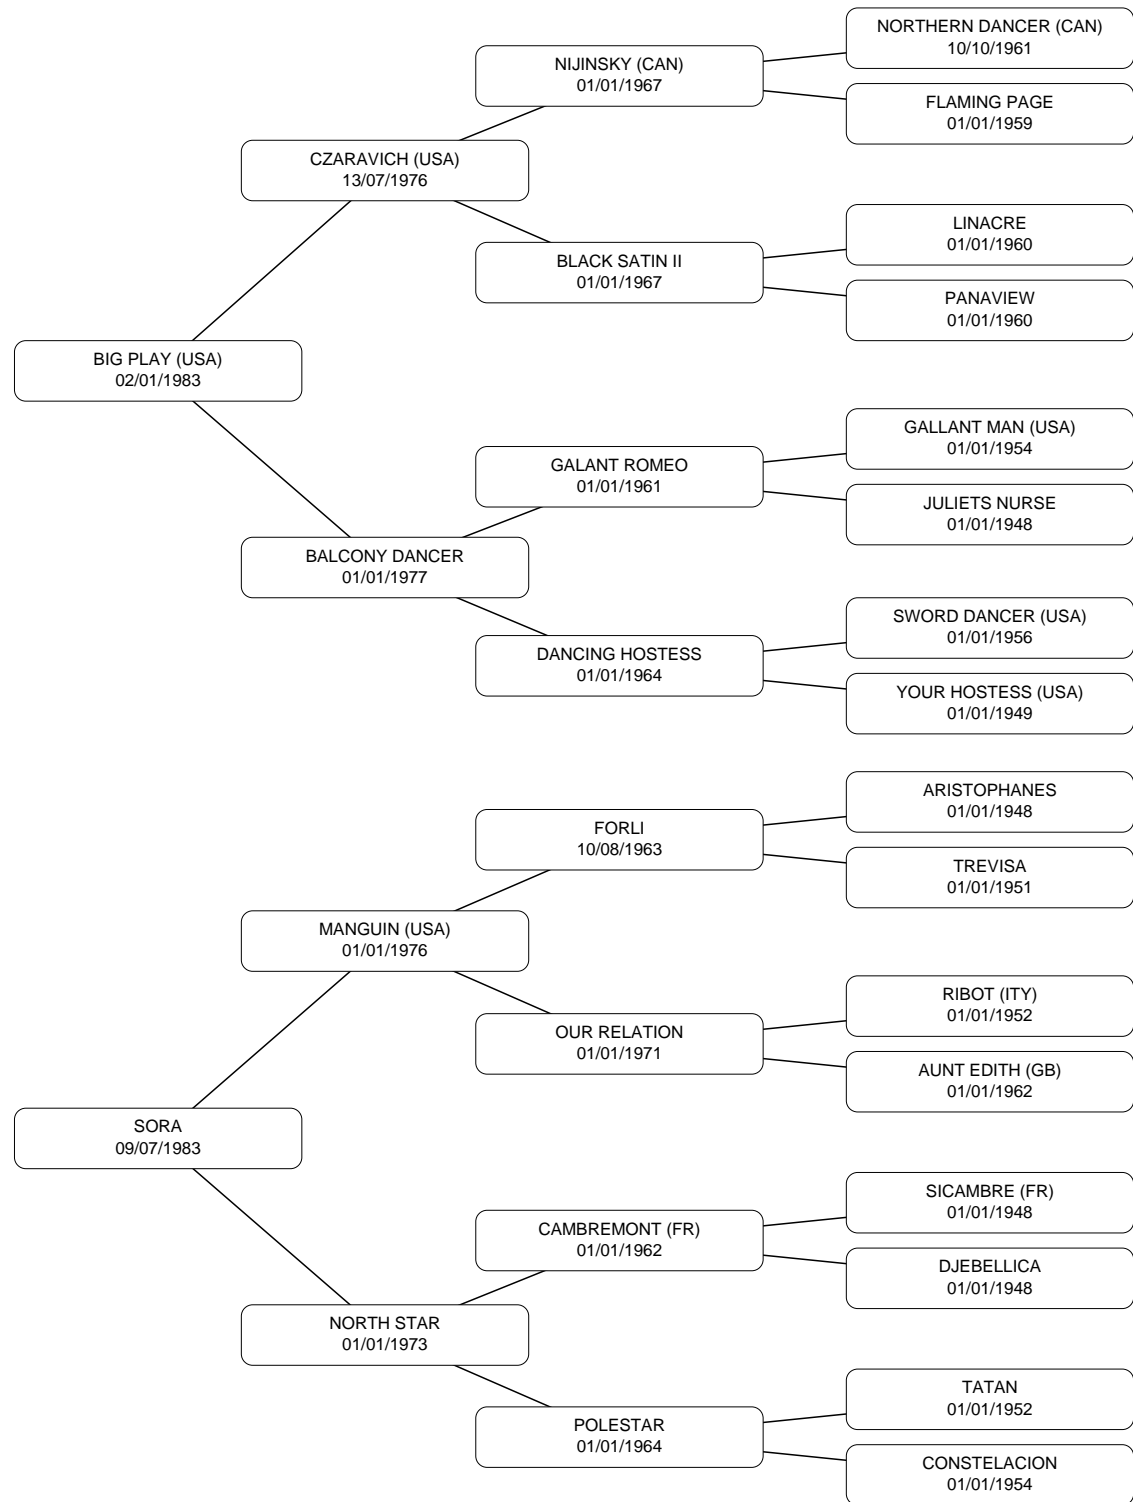 NORTHERN DANCER (CAN)
10/10/1961
NIJINSKY (CAN)
01/01/1967
FLAMING PAGE
01/01/1959
CZARAVICH (USA)
13/07/1976
LINACRE
01/01/1960
BLACK SATIN II
01/01/1967
PANAVIEW
01/01/1960
BIG PLAY (USA)
02/01/1983
GALLANT MAN (USA)
01/01/1954
GALANT ROMEO
01/01/1961
JULIETS NURSE
01/01/1948
BALCONY DANCER
01/01/1977
SWORD DANCER (USA)
01/01/1956
DANCING HOSTESS
01/01/1964
YOUR HOSTESS (USA)
01/01/1949
ARISTOPHANES
01/01/1948
FORLI
10/08/1963
TREVISA
01/01/1951
MANGUIN (USA)
01/01/1976
RIBOT (ITY)
01/01/1952
OUR RELATION
01/01/1971
AUNT EDITH (GB)
01/01/1962
SORA
09/07/1983
SICAMBRE (FR)
01/01/1948
CAMBREMONT (FR)
01/01/1962
DJEBELLICA
01/01/1948
NORTH STAR
01/01/1973
TATAN
01/01/1952
POLESTAR
01/01/1964
CONSTELACION
01/01/1954